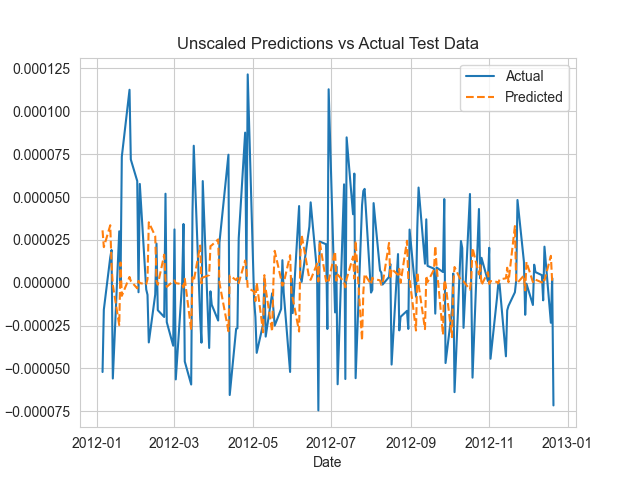 Unscaled Predictions vs Actual Test Data
Actual
Predicted
0.000125
0.000100
0.000075
0.000050
0.000025
0.000000
−0.000025
−0.000050
−0.000075
2012-01 2012-03 2012-05 2012-07 2012-09 2012-11 2013-01
Date